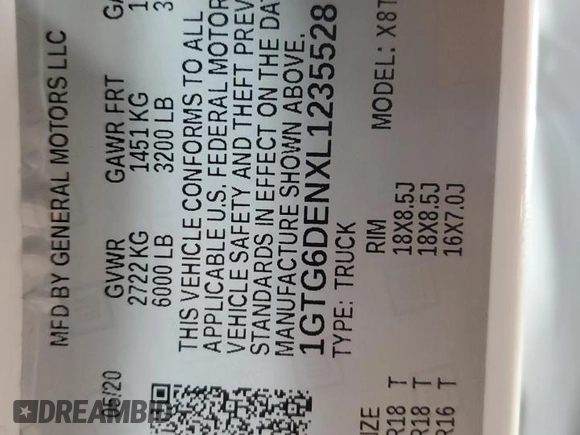 MFD BY GENERAL MOTORS LLC
05/20 GVWR GAWR FRT
2722 KG 1451 KG
6000 LB 3200 LB
THIS VEHICLE CONFORMS TO ALL
APPLICABLE U.S. FEDERAL MOTOR
VEHICLE SAFETY AND THEFT PREV
STANDARDS IN EFFECT ON THE DA
MANUFACTURE SHOWN ABOVE.
1GTG6DENXL1235528
TYPE: TRUCK MODEL: X8T
RIM
R18 T 18X8.5J
R18 T 18X8.5J
R16 T 16X7.0J
DREAMBID